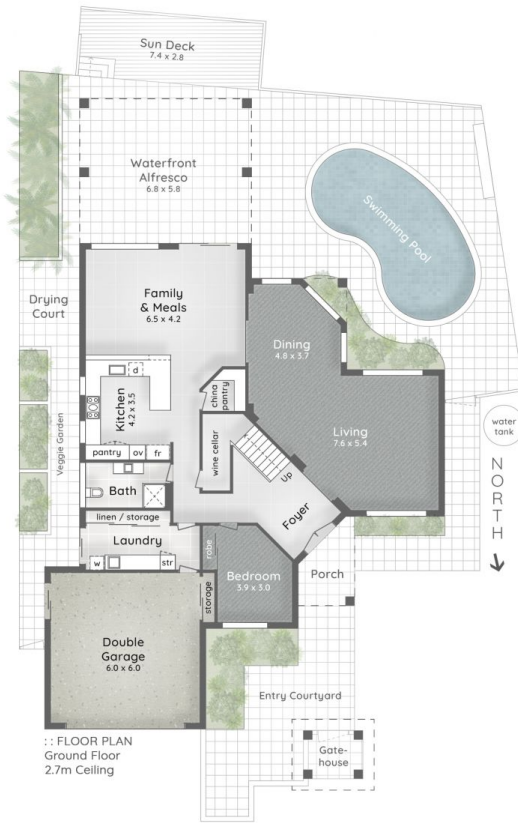 Sun Deck
7.4 x 2.8
Waterfront
Alfresco
6.8 x 5.8
Swimming Pool
Family
& Meals
6.5 x 4.2
Drying
Court
Dining
4.8 x 3.7
d
Kitchen
4.2 x 3.5
china
pantry
Living
7.6 x 5.4
water
tank
Veggie Garden
wine cellar
pantry
ov
fr
Up
NORTH
Bath
Foyer
linen / storage
Laundry
w
str
robe
Bedroom
3.9 x 3.0
Porch
storage
Double
Garage
6.0 x 6.0
Entry Courtyard
:: FLOOR PLAN
Ground Floor
2.7m Ceiling
Gate-
house